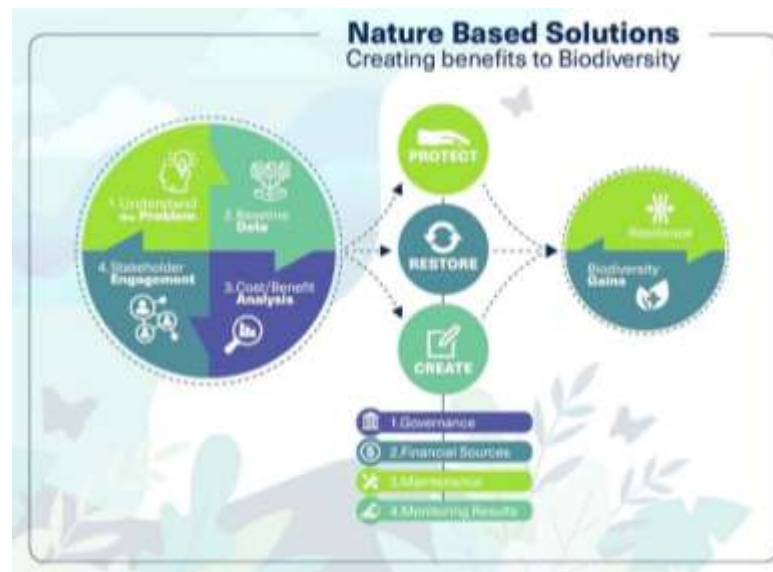 Nature Based Solutions
Creating benefits to Biodiversity
1.Understand
the Problem
2.Baseline
Data
3.Cost/Benefit
Analysis
4.Stakeholder
Engagement
PROTECT
RESTORE
CREATE
Resilience
Biodiversity
Gains
1.Governance
2.Financial Sources
3.Maintenance
4.Monitoring Results